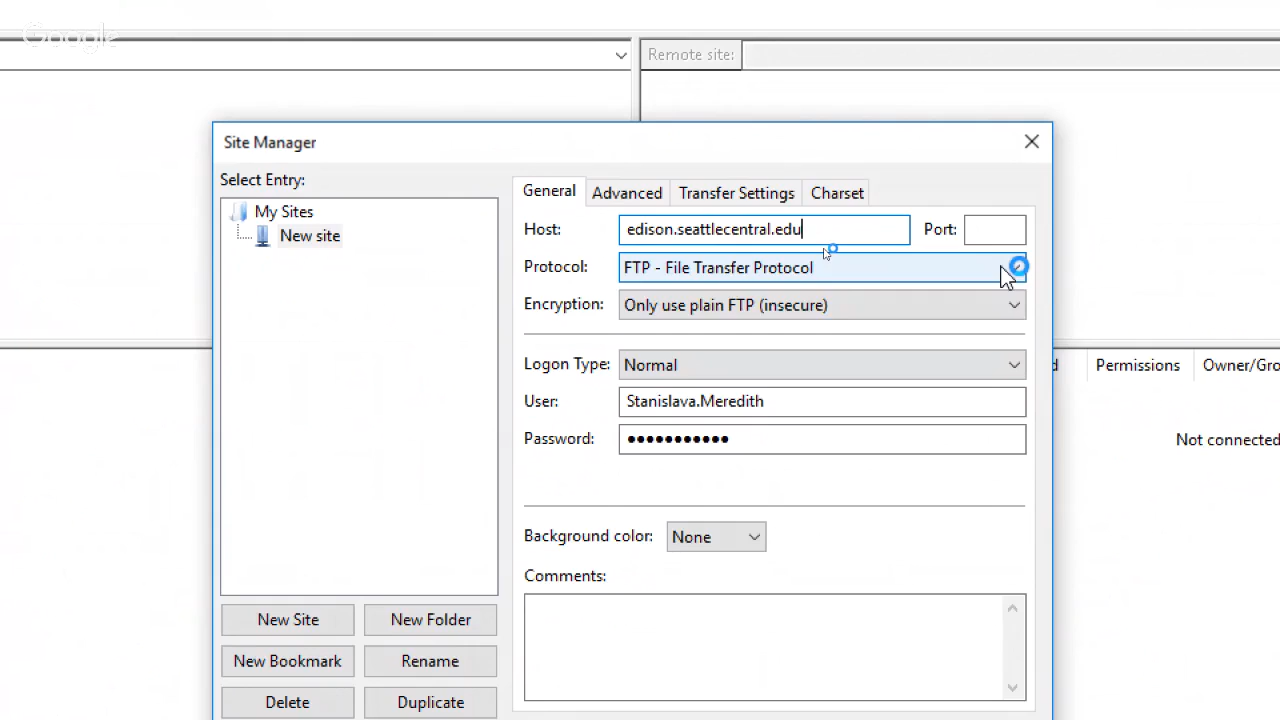 Google
Remote site:
Site Manager
Select Entry:
My Sites
New site
General Advanced Transfer Settings Charset
Host: edison.seattlecentral.edu Port:
Protocol: FTP - File Transfer Protocol
Encryption: Only use plain FTP (insecure)
Logon Type: Normal
User: Stanislava.Meredith
Password: ●●●●●●●●●●●
Background color: None
Comments:
New Site New Folder
New Bookmark Rename
Delete Duplicate
d Permissions Owner/Gro
Not connected